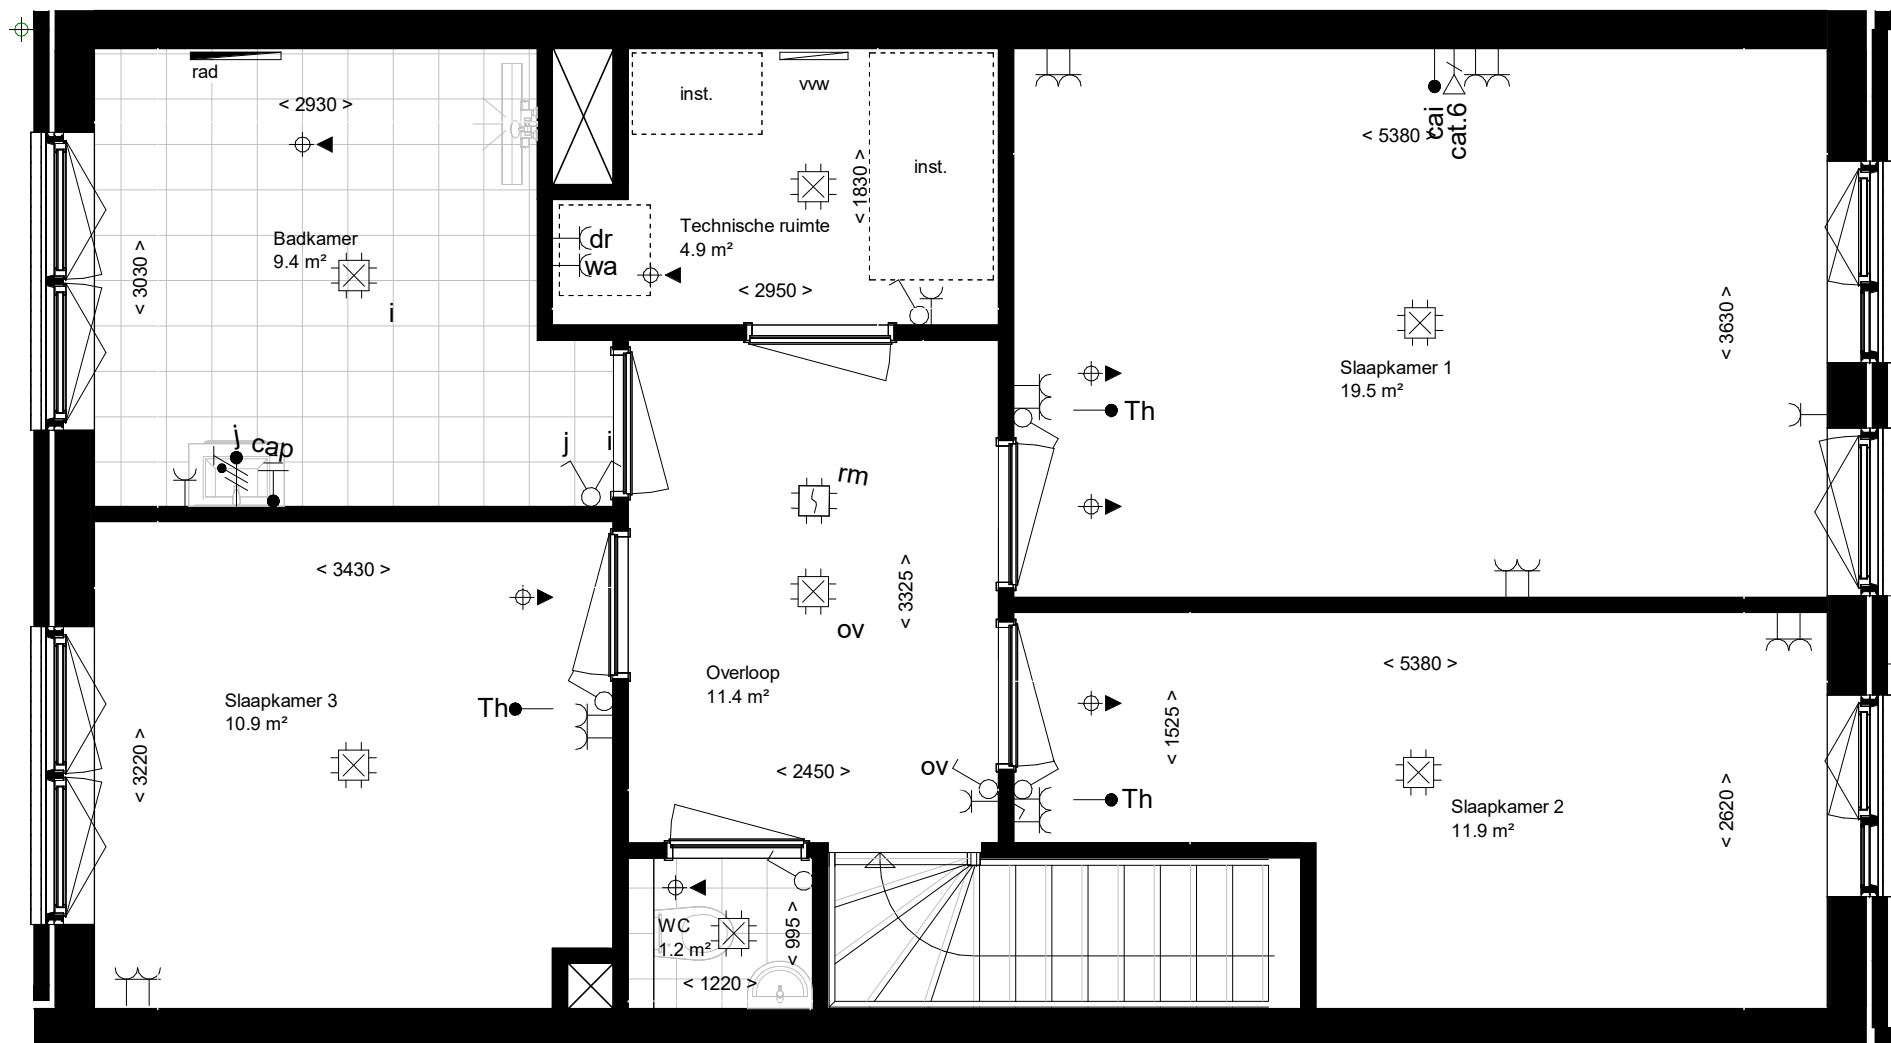 rad
< 2930 >
inst.
vvw
inst.
< 1830 >
cai
cat.6
< 5380 >
Badkamer
9.4 m²
< 3030 >
i
dr
wa
Technische ruimte
4.9 m²
< 2950 >
Slaapkamer 1
19.5 m²
< 3630 >
Th
j
cap
j
i
rm
< 3430 >
< 3325 >
ov
Overloop
11.4 m²
Slaapkamer 3
10.9 m²
Th
< 3220 >
< 2450 >
ov
< 5380 >
< 1525 >
Th
Slaapkamer 2
11.9 m²
< 2620 >
WC
1.2 m²
< 995 >
< 1220 >